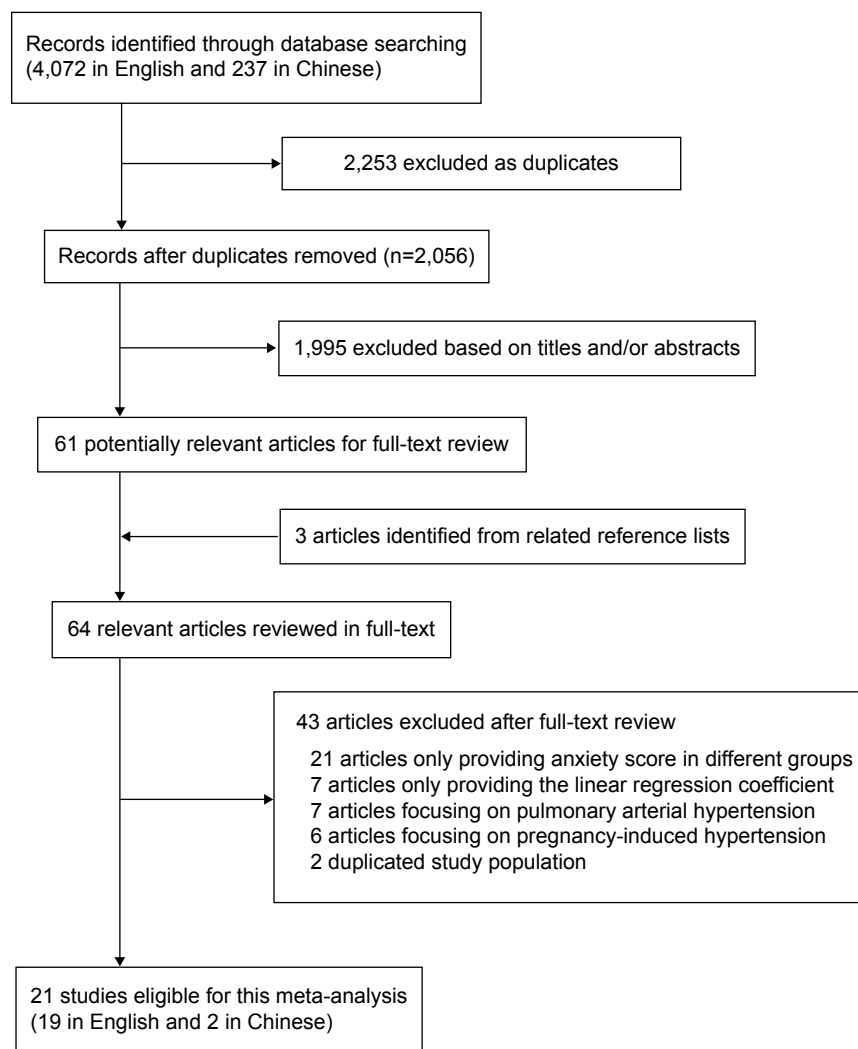 Records identified through database searching
(4,072 in English and 237 in Chinese)
2,253 excluded as duplicates
Records after duplicates removed (n=2,056)
1,995 excluded based on titles and/or abstracts
61 potentially relevant articles for full-text review
3 articles identified from related reference lists
64 relevant articles reviewed in full-text
43 articles excluded after full-text review
21 articles only providing anxiety score in different groups
7 articles only providing the linear regression coefficient
7 articles focusing on pulmonary arterial hypertension
6 articles focusing on pregnancy-induced hypertension
2 duplicated study population
21 studies eligible for this meta-analysis
(19 in English and 2 in Chinese)